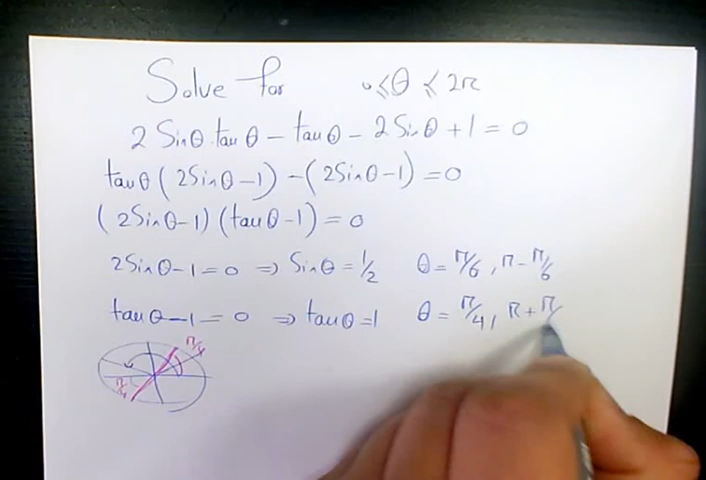 Solve for 0 ≤ θ ≤ 2π
2 Sinθ.tanθ - tanθ - 2Sinθ + 1 = 0
tanθ ( 2Sinθ - 1 ) - ( 2Sinθ - 1 ) = 0
( 2Sinθ - 1 ) ( tanθ - 1 ) = 0
2Sinθ - 1 = 0 ⇒ Sinθ = 1/2 θ = π/6 , π - π/6
tanθ - 1 = 0 ⇒ tanθ = 1 θ = π/4 , π + π/
π/4
π/4